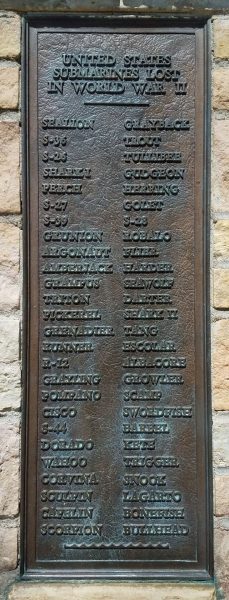 UNITED STATES
SUBMARINES LOST
IN WORLD WAR II
SEALION GRAYBACK
S-36 TROUT
S-26 TULLIBEE
SHARK I GUDGEON
PERCH HERRING
S-27 GOLET
S-39 S-28
GRUNION ROBALO
ARGONAUT FLIER
AMBERJACK HARDER
GRAMPUS SEAWOLF
TRITON DARTER
PICKEREL SHARK II
GRENADIER TANG
RUNNER ESCOLAR
R-12 ALBACORE
GRAYLING GROWLER
POMPANO SCAMP
CISCO SWORDFISH
S-44 BARBEL
DORADO KETE
WAHOO TRIGGER
CORVINA SNOOK
SCULPIN LAGARTO
CAPELIN BONEFISH
SCORPION BULLHEAD